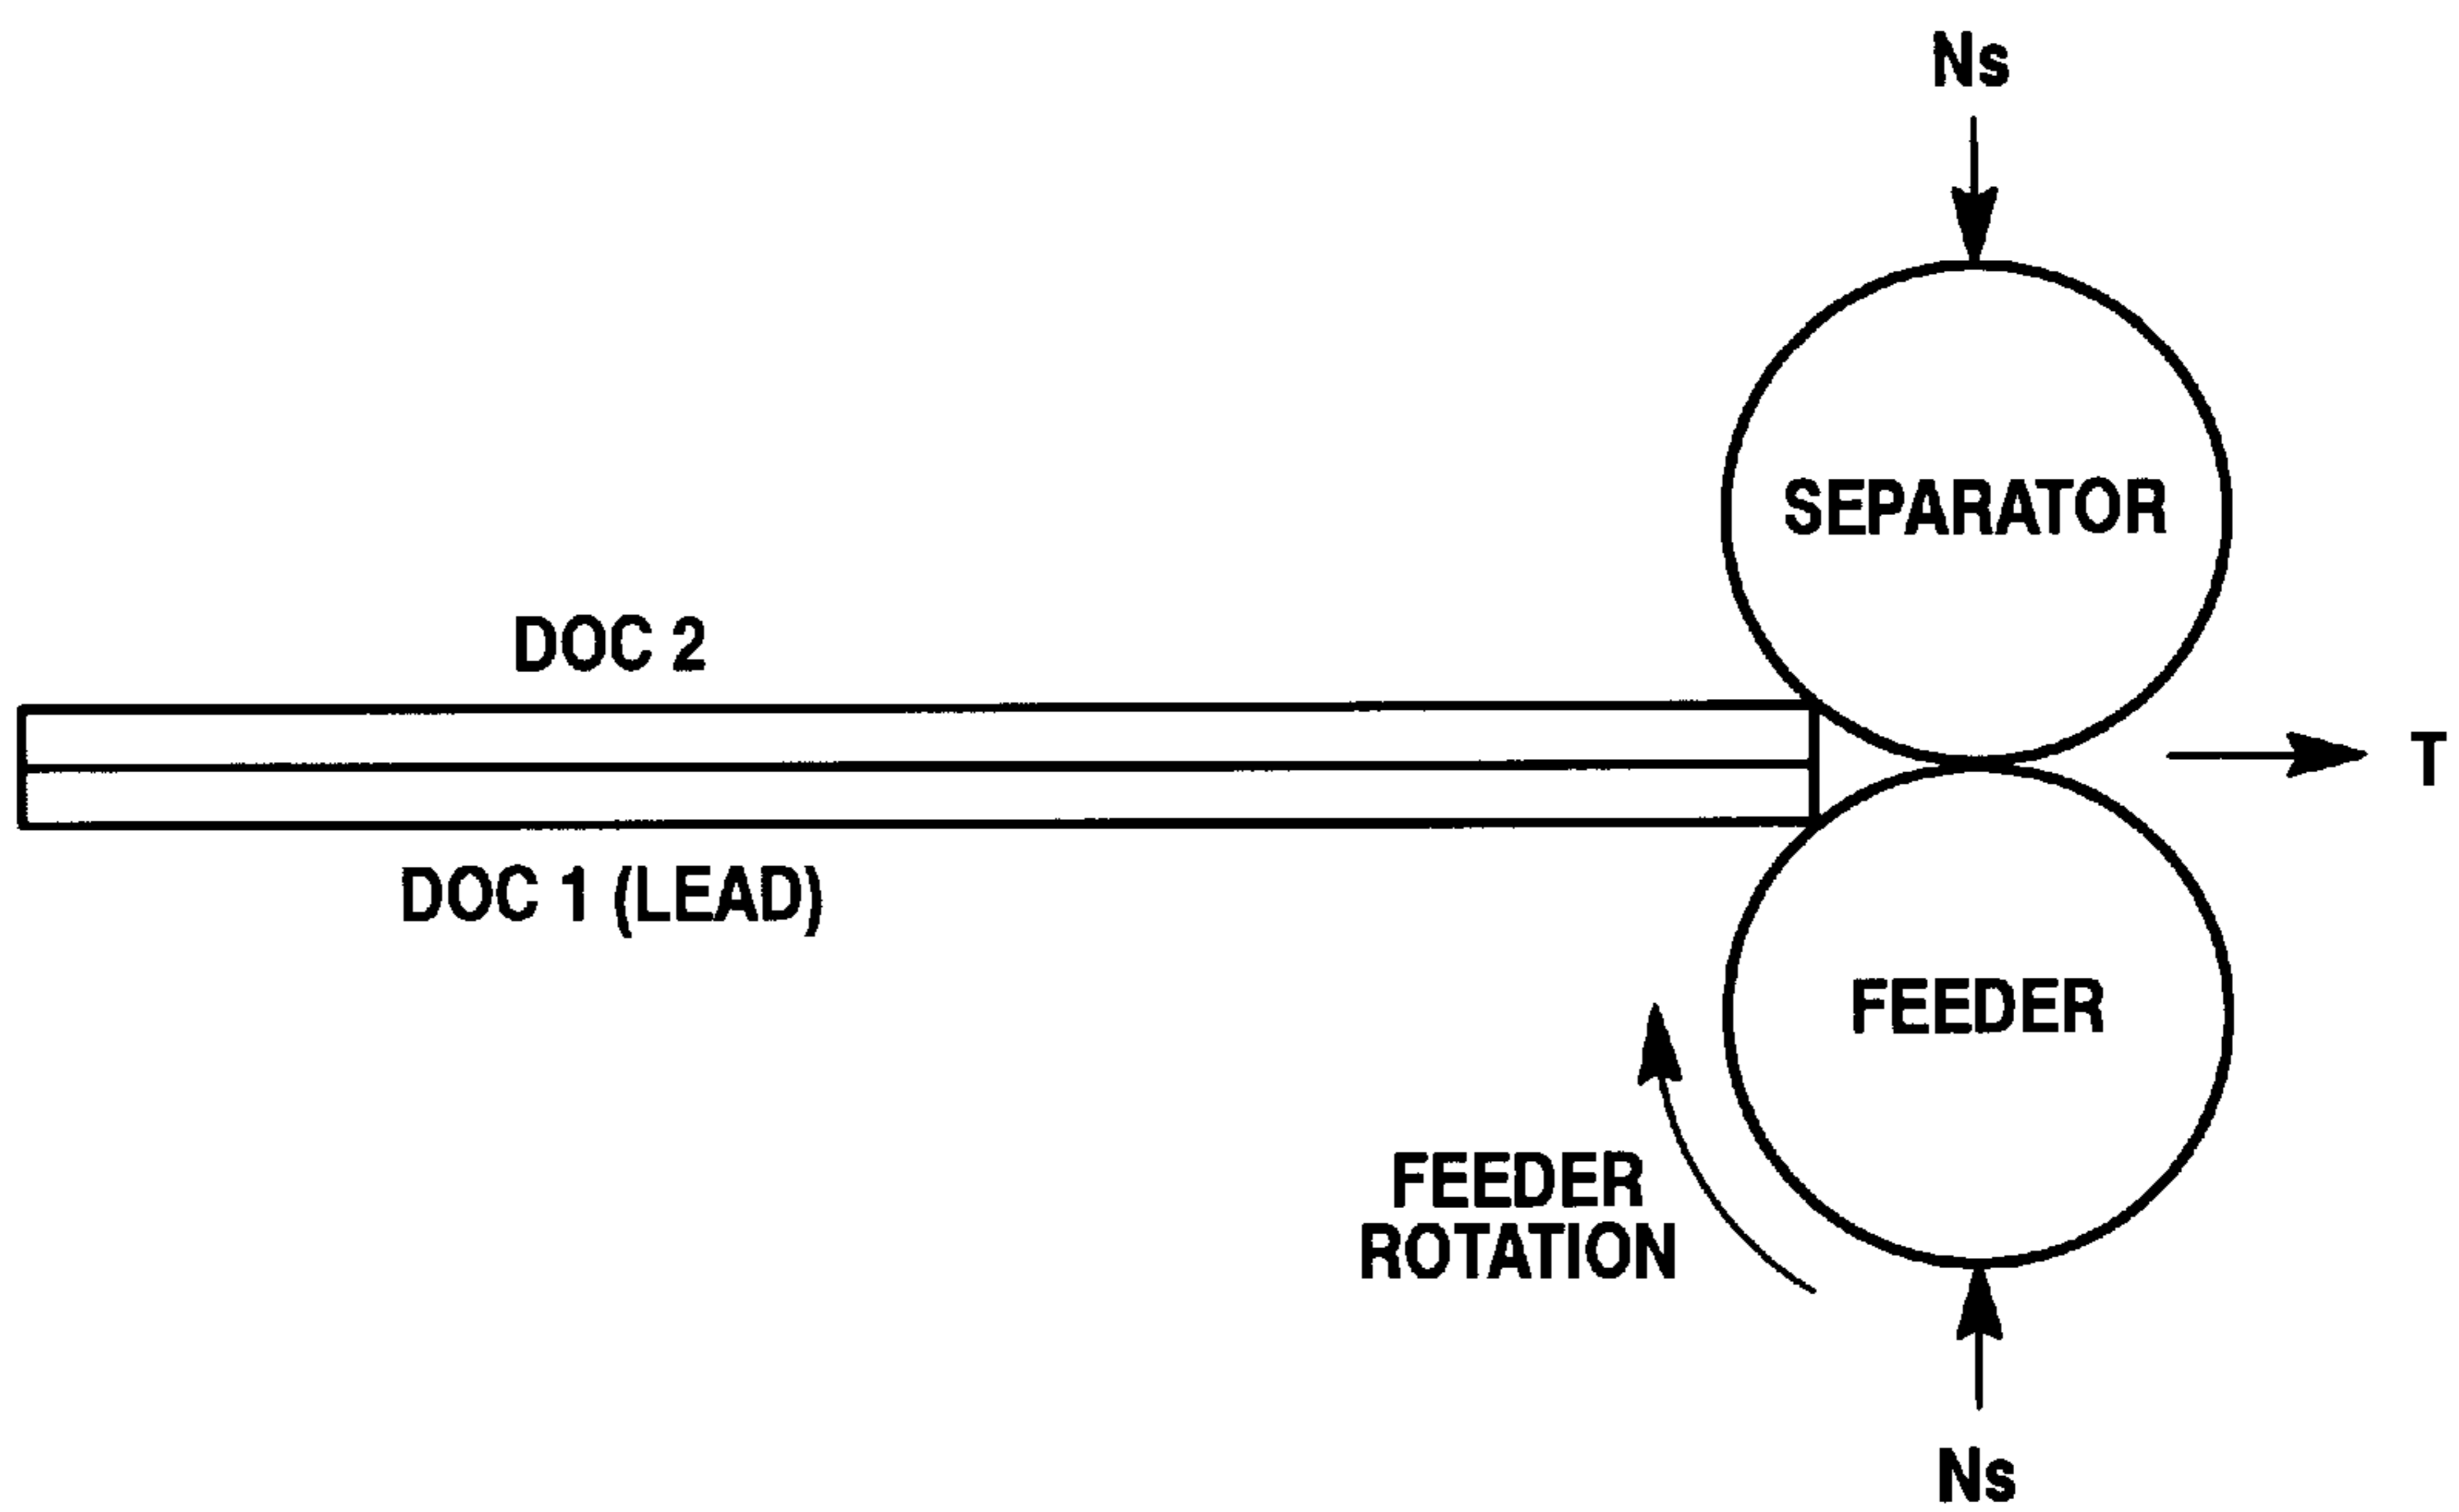 Ns
SEPARATOR
DOC 2
T
DOC 1 (LEAD)
FEEDER
FEEDER
ROTATION
Ns